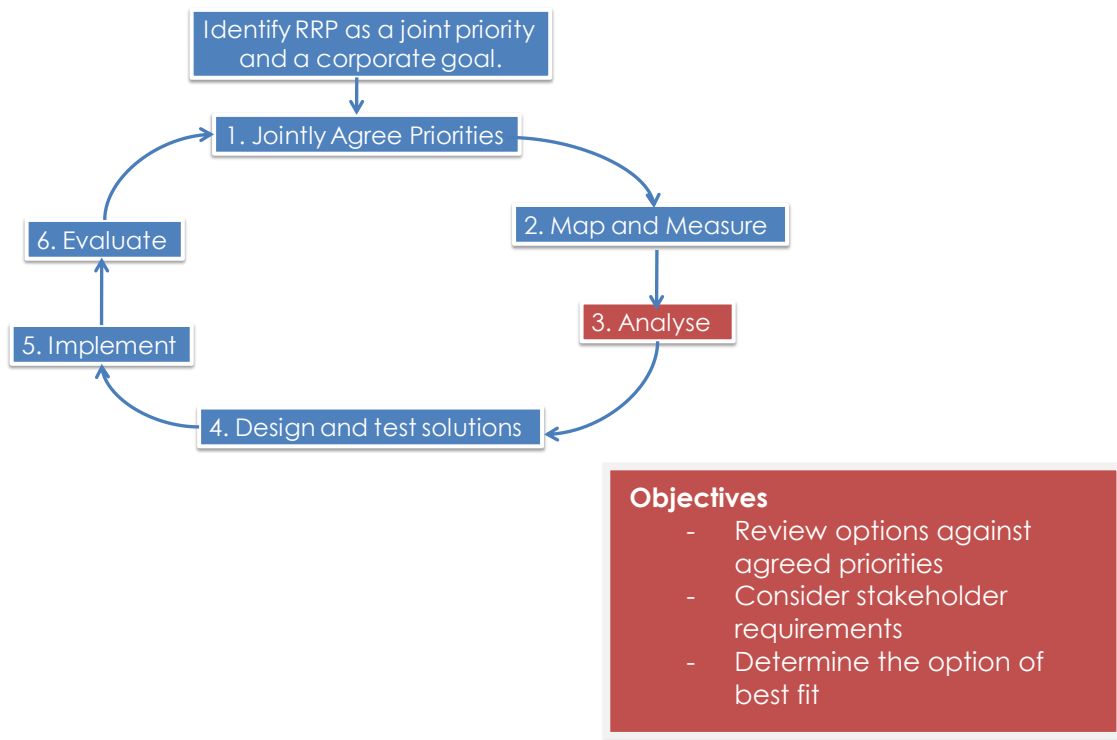 Identify RRP as a joint priority
and a corporate goal.
1. Jointly Agree Priorities
2. Map and Measure
6. Evaluate
3. Analyse
5. Implement
4. Design and test solutions
Objectives
- Review options against
agreed priorities
- Consider stakeholder
requirements
- Determine the option of
best fit